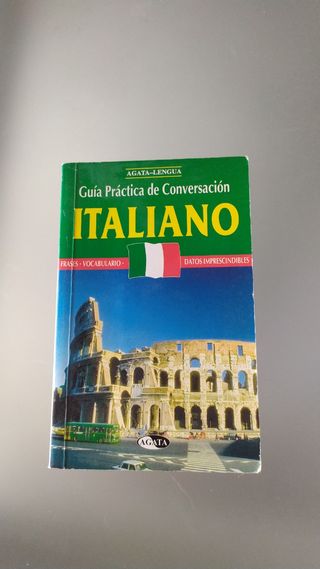 AGATA-LENGUA
Guía Práctica de Conversación
ITALIANO
FRASES - VOCABULARIO - DATOS IMPRESCINDIBLES
AGATA